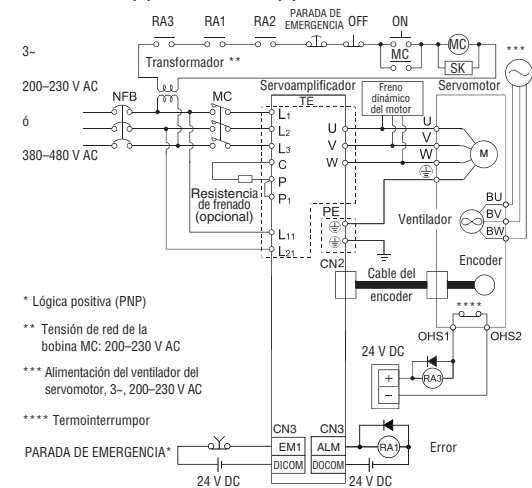 RA3 RA1 RA2 PARADA DE EMERGENCIA OFF ON
MC
MC
SK
***
3~
Transformador **
200–230 V AC
NFB
MC
ó
380–480 V AC
Servoamplificador
TE
Freno
dinámico
del motor
Servomotor
L1
L2
L3
C
P
P1
L11
L21
U
V
W
U
V
W
M
Resistencia
de frenado
(opcional)
PE
BU
BV
BW
Ventilador
CN2
Cable del
encoder
Encoder
****
OHS1
OHS2
* Lógica positiva (PNP)
** Tensión de red de la
bobina MC: 200–230 V AC
*** Alimentación del ventilador del
servomotor, 3~, 200–230 V AC
**** Termointerrumpor
24 V DC
+
–
RA3
CN3
CN3
PARADA DE EMERGENCIA*
EM1
ALM
DICOM
DOCOM
RA1
Error
24 V DC
24 V DC